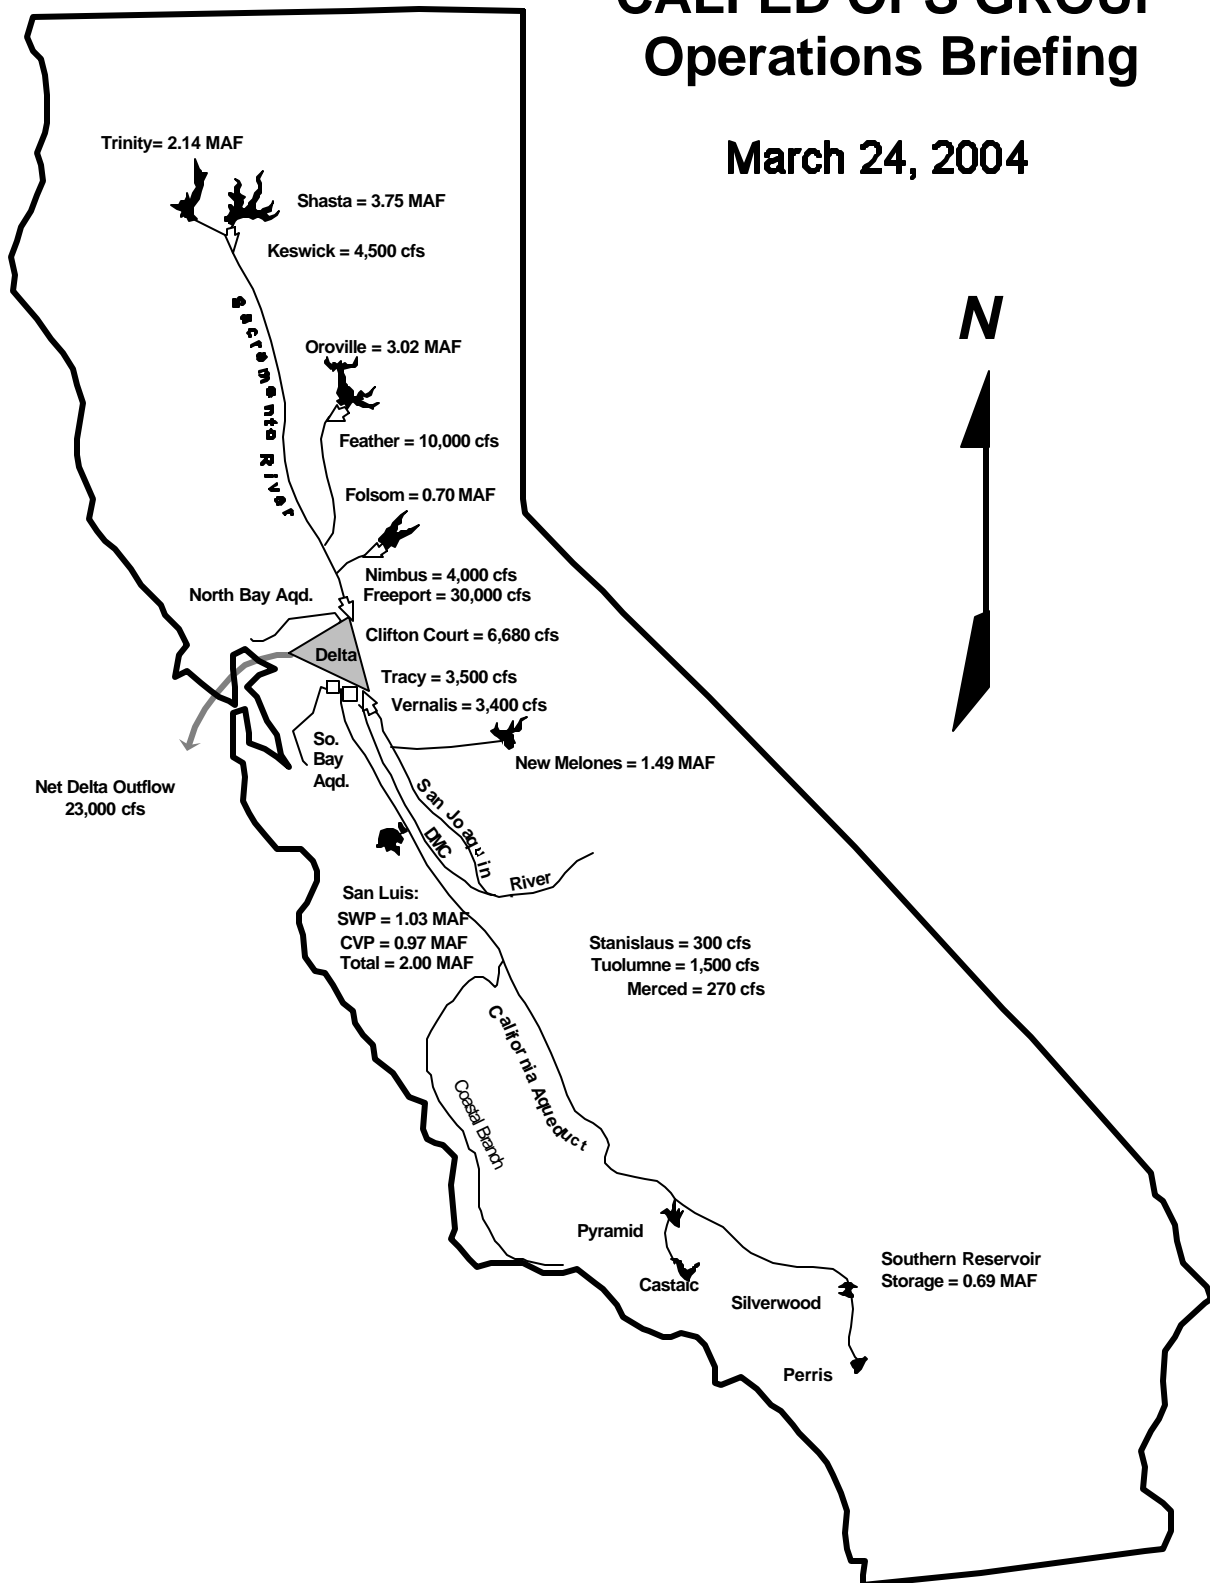 CALFED OPS GROUP
Operations Briefing
March 24, 2004
Trinity= 2.14 MAF
Shasta = 3.75 MAF
Keswick = 4,500 cfs
N
Sacramento River
Oroville = 3.02 MAF
Feather = 10,000 cfs
Folsom = 0.70 MAF
Nimbus = 4,000 cfs
North Bay Aqd.
Freeport = 30,000 cfs
Clifton Court = 6,680 cfs
Delta
Tracy = 3,500 cfs
Vernalis = 3,400 cfs
So.
Bay
Aqd.
New Melones = 1.49 MAF
Net Delta Outflow
23,000 cfs
San Joaquin
River
DMC
San Luis:
SWP = 1.03 MAF
CVP = 0.97 MAF
Total = 2.00 MAF
Stanislaus = 300 cfs
Tuolumne = 1,500 cfs
Merced = 270 cfs
California Aqueduct
Coastal Branch
Pyramid
Castaic
Silverwood
Southern Reservoir
Storage = 0.69 MAF
Perris